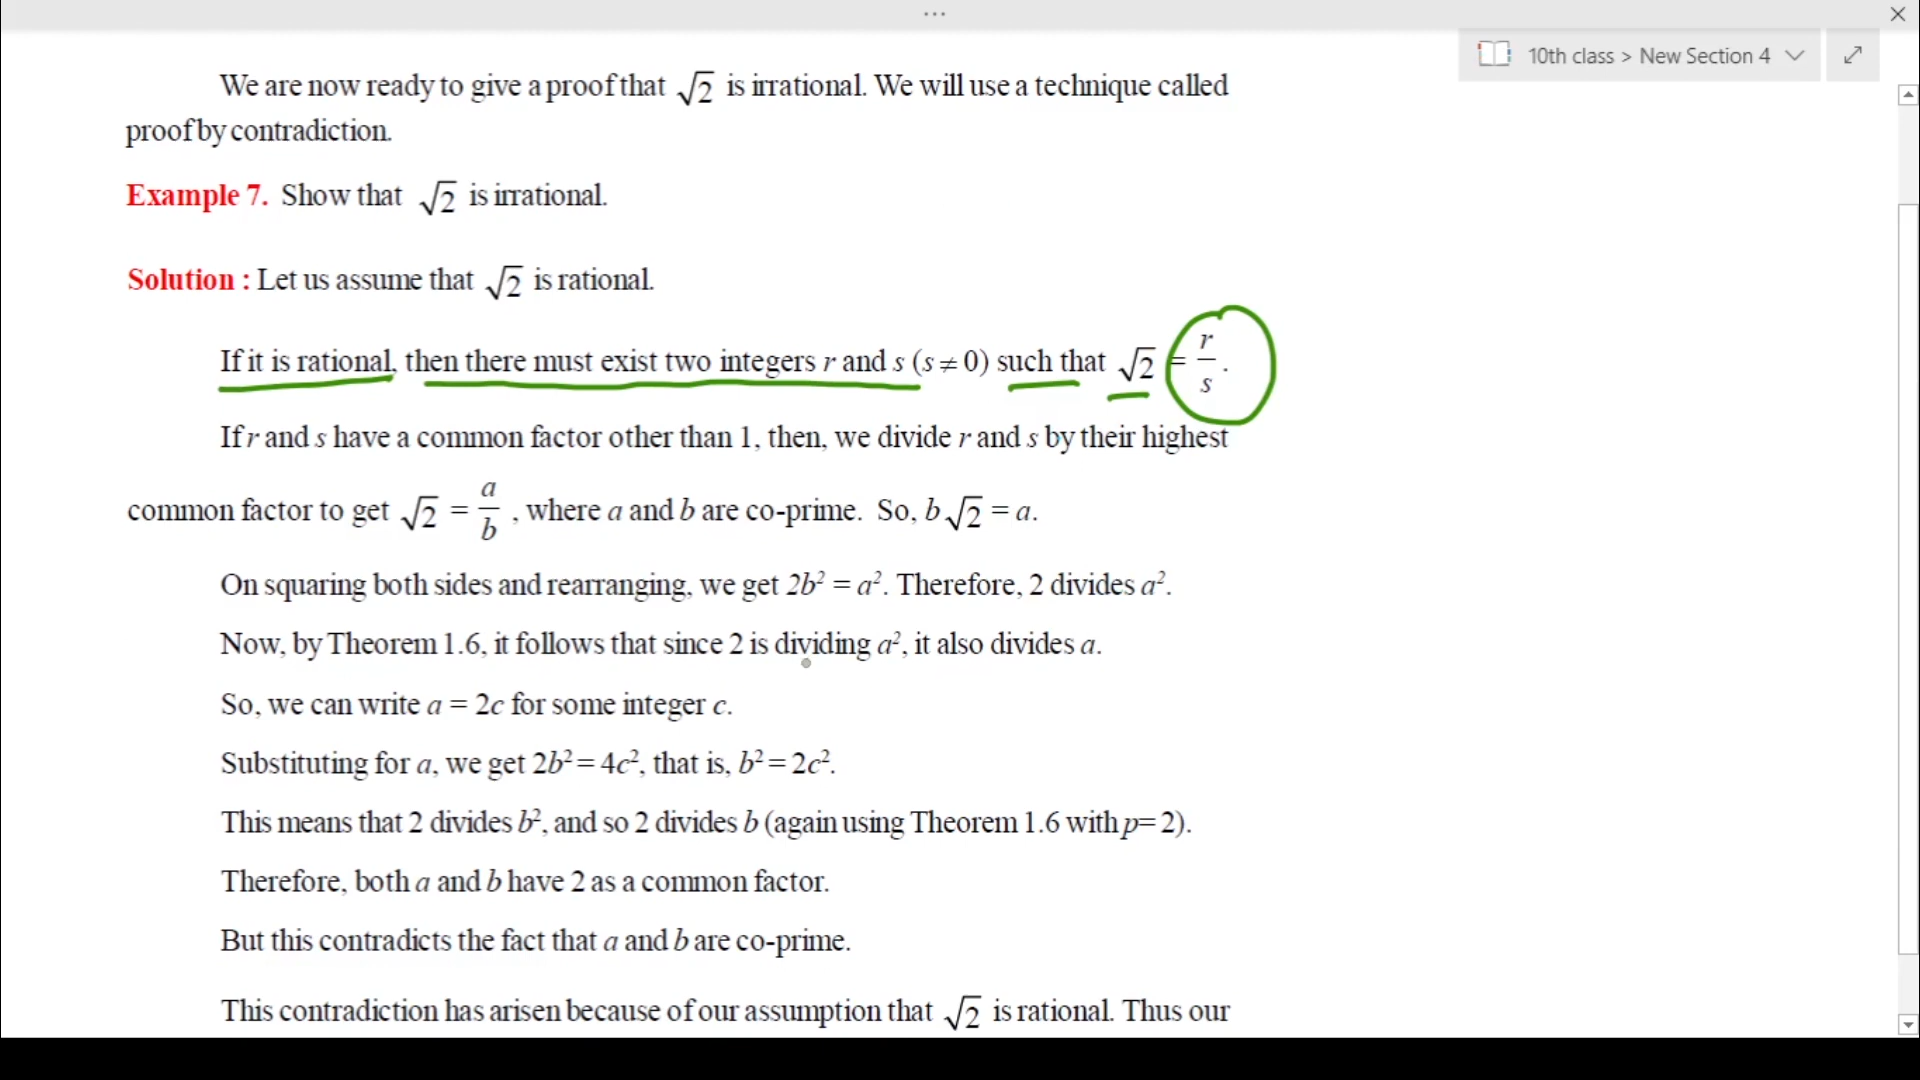 ...
10th class > New Section 4
We are now ready to give a proof that √2 is irrational. We will use a technique called
proof by contradiction.
Example 7. Show that √2 is irrational.
Solution : Let us assume that √2 is rational.
If it is rational, then there must exist two integers r and s (s ≠ 0) such that √2 = r/s.
If r and s have a common factor other than 1, then, we divide r and s by their highest
common factor to get √2 = a/b, where a and b are co-prime. So, b√2 = a.
On squaring both sides and rearranging, we get 2b² = a². Therefore, 2 divides a².
Now, by Theorem 1.6, it follows that since 2 is dividing a², it also divides a.
So, we can write a = 2c for some integer c.
Substituting for a, we get 2b² = 4c², that is, b² = 2c².
This means that 2 divides b², and so 2 divides b (again using Theorem 1.6 with p= 2).
Therefore, both a and b have 2 as a common factor.
But this contradicts the fact that a and b are co-prime.
This contradiction has arisen because of our assumption that √2 is rational. Thus our